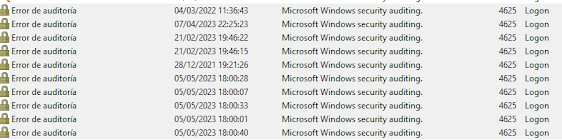 Error de auditoría 04/03/2022 11:36:43 Microsoft Windows security auditing. 4625 Logon
Error de auditoría 07/04/2023 22:25:23 Microsoft Windows security auditing. 4625 Logon
Error de auditoría 21/02/2023 19:46:22 Microsoft Windows security auditing. 4625 Logon
Error de auditoría 21/02/2023 19:46:15 Microsoft Windows security auditing. 4625 Logon
Error de auditoría 28/12/2021 19:21:26 Microsoft Windows security auditing. 4625 Logon
Error de auditoría 05/05/2023 18:00:28 Microsoft Windows security auditing. 4625 Logon
Error de auditoría 05/05/2023 18:00:07 Microsoft Windows security auditing. 4625 Logon
Error de auditoría 05/05/2023 18:00:33 Microsoft Windows security auditing. 4625 Logon
Error de auditoría 05/05/2023 18:00:01 Microsoft Windows security auditing. 4625 Logon
Error de auditoría 05/05/2023 18:00:40 Microsoft Windows security auditing. 4625 Logon